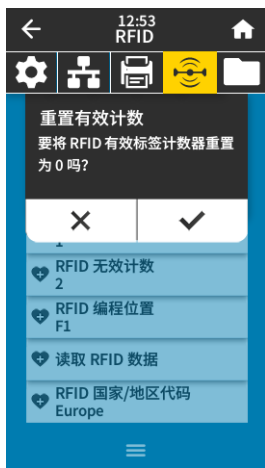 12:53
RFID
重置有效计数
要将 RFID 有效标签计数器重置
为 0 吗?
1
RFID 无效计数
2
RFID 编程位置
F1
读取 RFID 数据
RFID 国家/地区代码
Europe